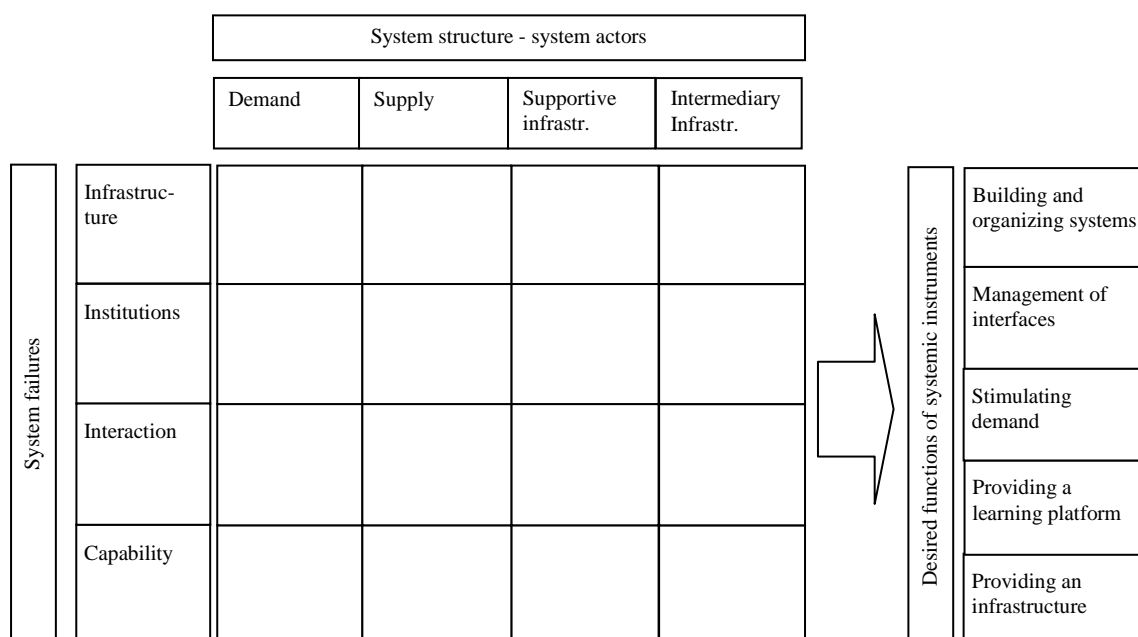 System structure - system actors
Demand
Supply
Supportive
infrastr.
Intermediary
Infrastr.
System failures
Infrastruc-
ture
Institutions
Interaction
Capability
Desired functions of systemic instruments
Building and
organizing systems
Management of
interfaces
Stimulating
demand
Providing a
learning platform
Providing an
infrastructure